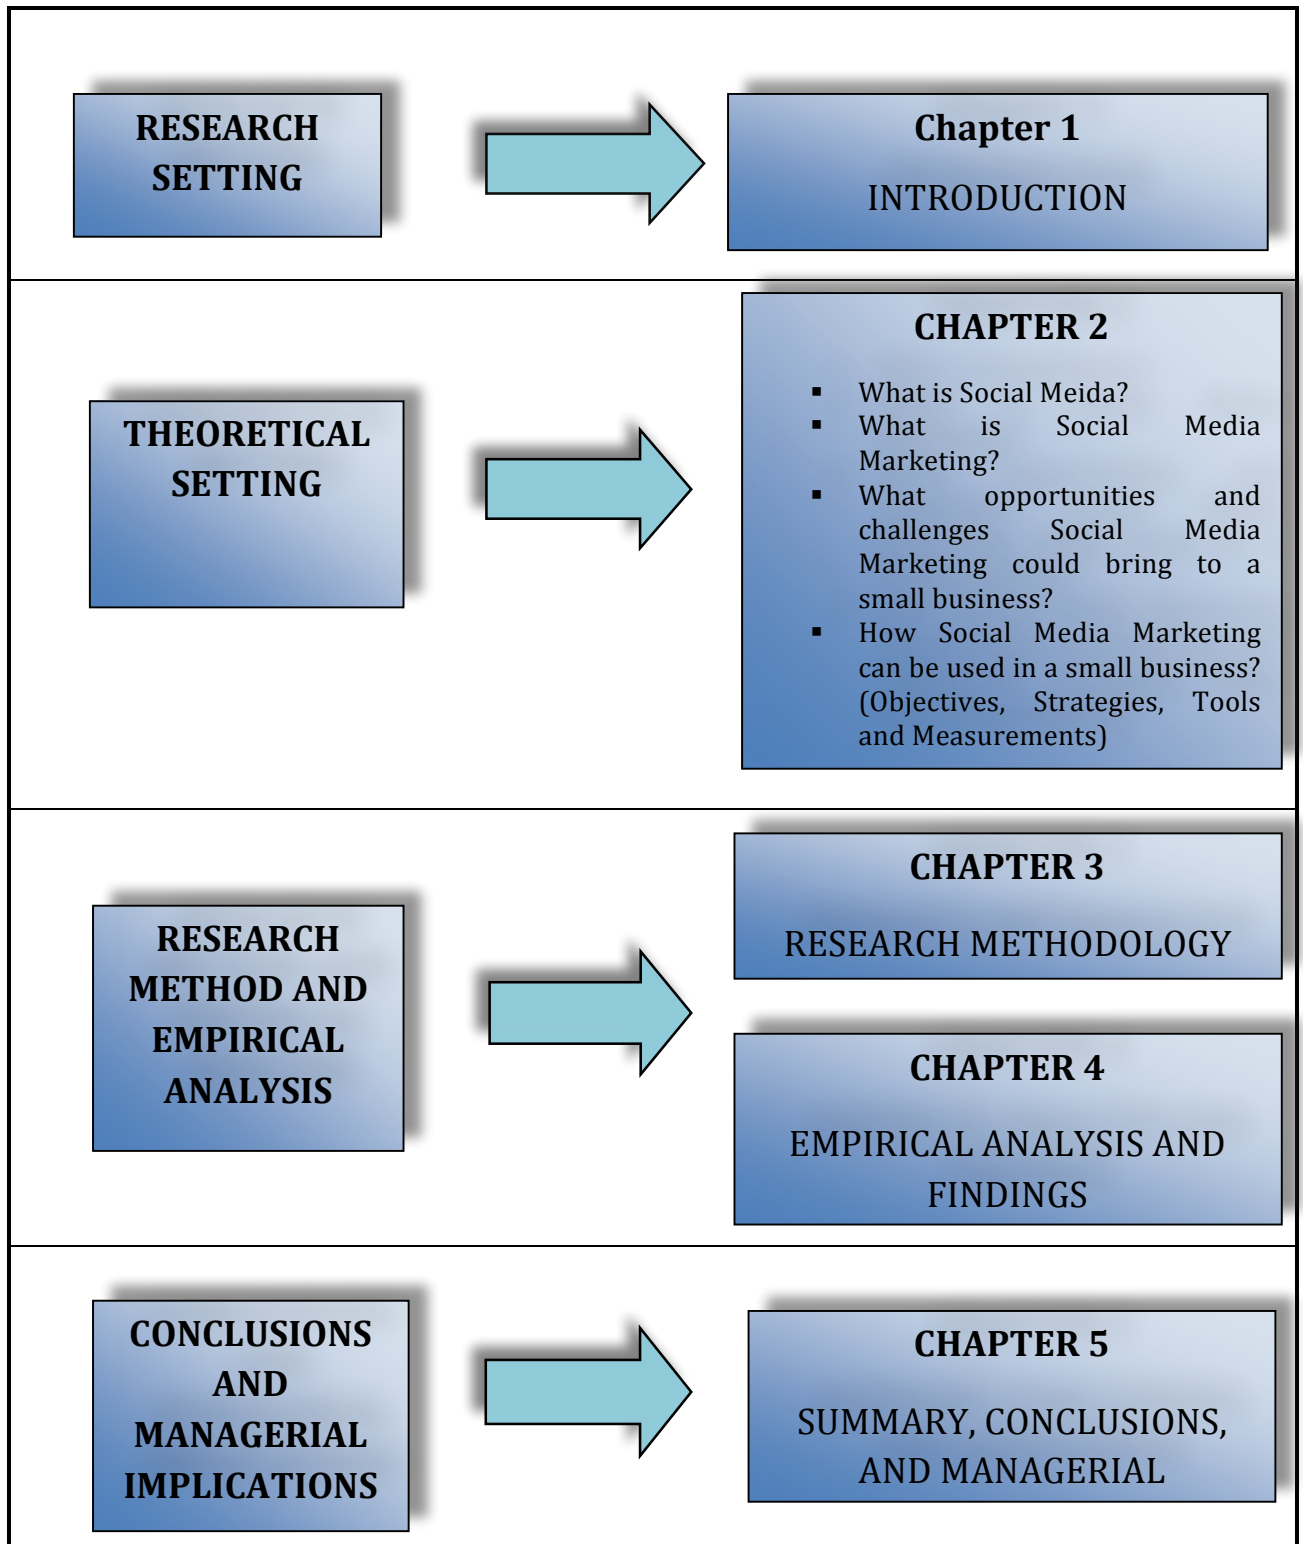 RESEARCH
SETTING
Chapter 1
INTRODUCTION
THEORETICAL
SETTING
CHAPTER 2
▪ What is Social Meida?
▪ What is Social Media
Marketing?
▪ What opportunities and
challenges Social Media
Marketing could bring to a
small business?
▪ How Social Media Marketing
can be used in a small business?
(Objectives, Strategies, Tools
and Measurements)
RESEARCH
METHOD AND
EMPIRICAL
ANALYSIS
CHAPTER 3
RESEARCH METHODOLOGY
CHAPTER 4
EMPIRICAL ANALYSIS AND
FINDINGS
CONCLUSIONS
AND
MANAGERIAL
IMPLICATIONS
CHAPTER 5
SUMMARY, CONCLUSIONS,
AND MANAGERIAL